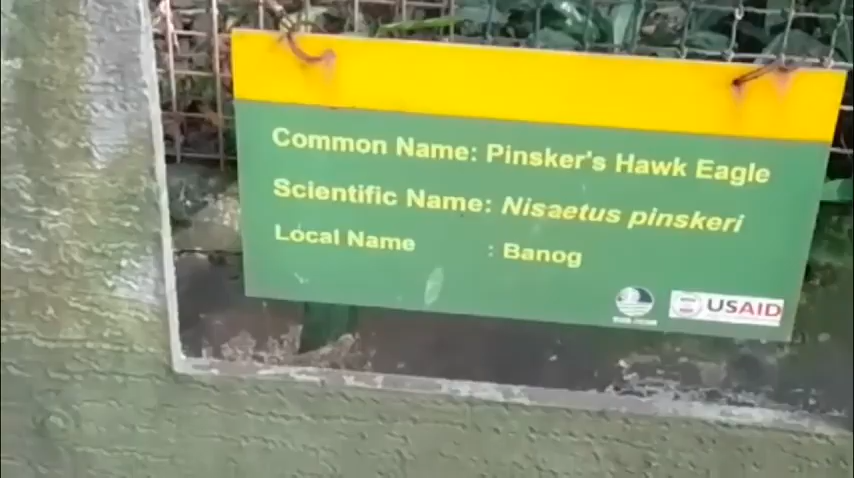 Common Name: Pinsker's Hawk Eagle
Scientific Name: Nisaetus pinskeri
Local Name : Banog
USAID